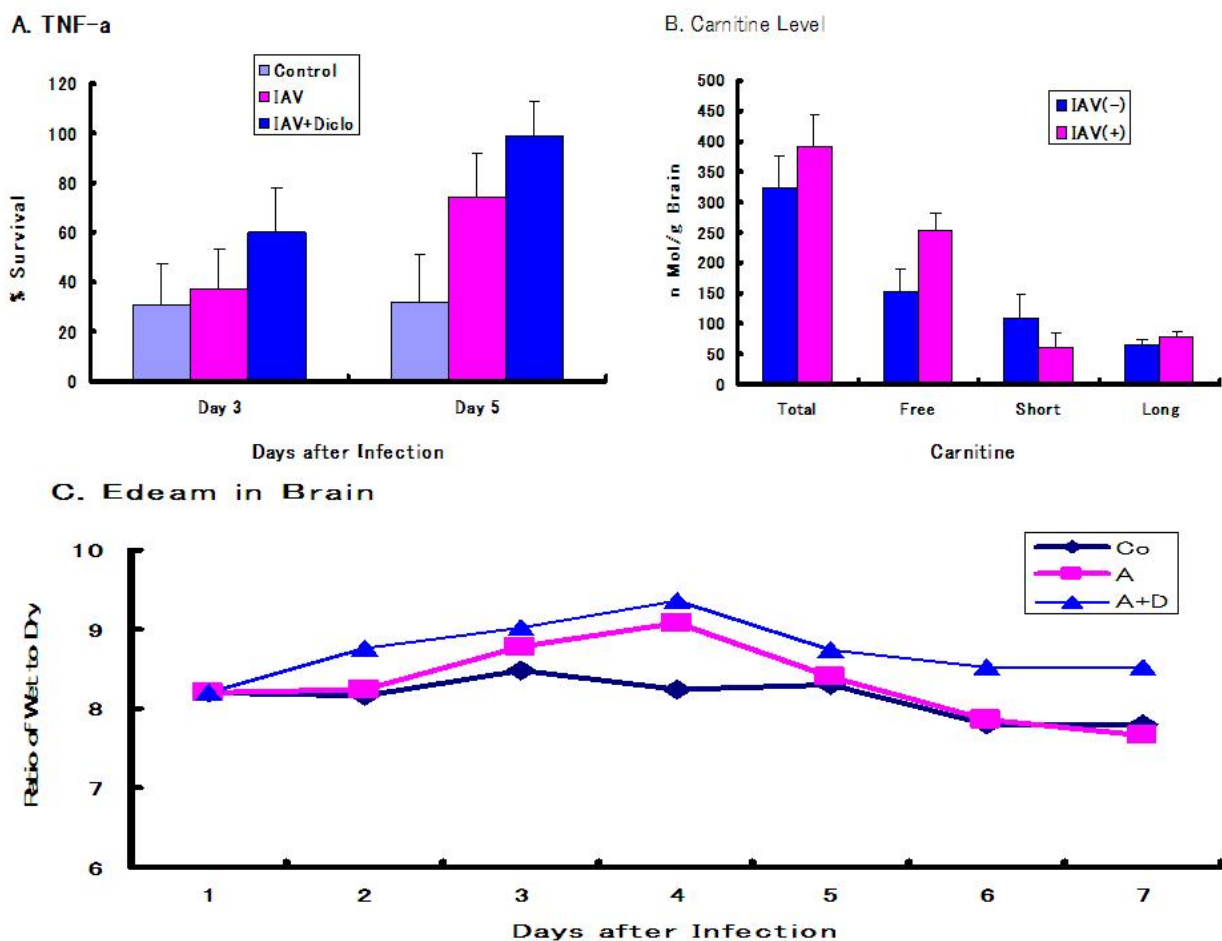 A. TNF-a
Control
IAV
IAV+Diclo
120
100
80
60
40
20
0
% Survival
Day 3
Day 5
Days after Infection
B. Carnitine Level
IAV(-)
IAV(+)
500
450
400
350
300
250
200
150
100
50
0
n Mol/g Brain
Total
Free
Short
Long
Carnitine
C. Edeam in Brain
Co
A
A+D
10
9
8
7
6
Ratio of Wet to Dry
1
2
3
4
5
6
7
Days after Infection